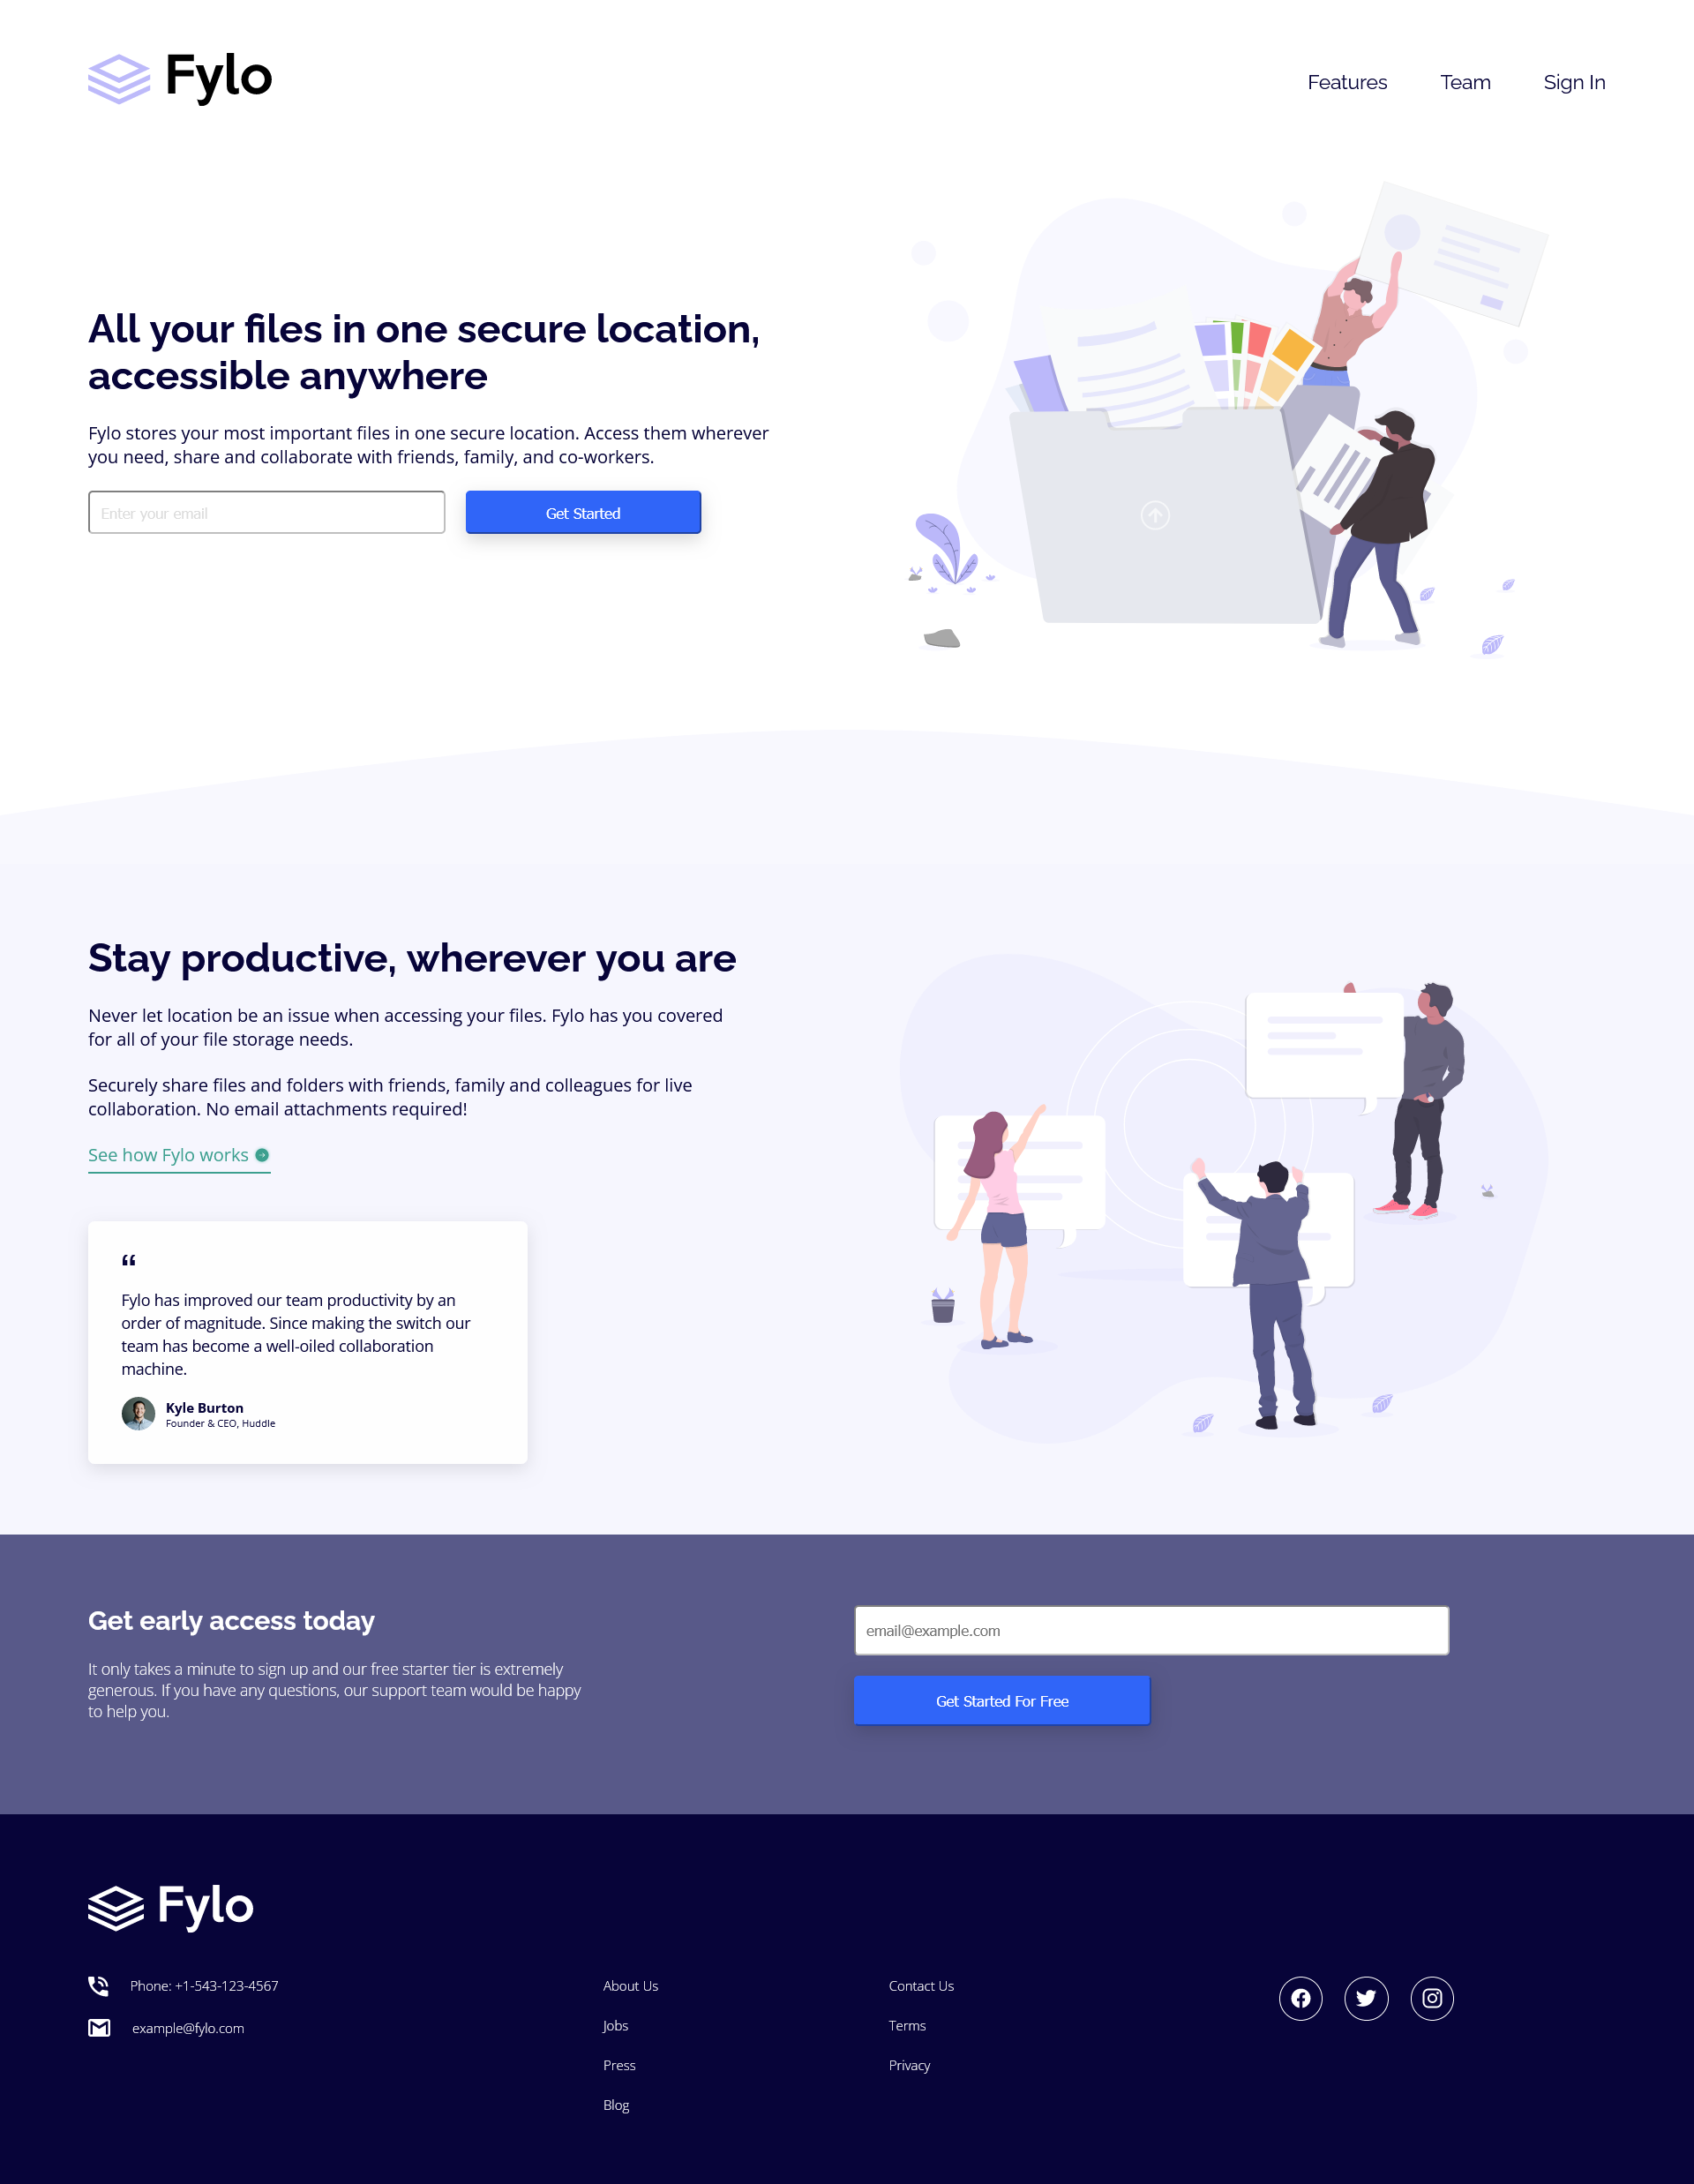 Fylo
Features
Team
Sign In
All your files in one secure location,
accessible anywhere
Fylo stores your most important files in one secure location. Access them wherever
you need, share and collaborate with friends, family, and co-workers.
Enter your email
Get Started
Stay productive, wherever you are
Never let location be an issue when accessing your files. Fylo has you covered
for all of your file storage needs.
Securely share files and folders with friends, family and colleagues for live
collaboration. No email attachments required!
See how Fylo works
“
Fylo has improved our team productivity by an
order of magnitude. Since making the switch our
team has become a well-oiled collaboration
machine.
Kyle Burton
Founder & CEO, Huddle
Get early access today
It only takes a minute to sign up and our free starter tier is extremely
generous. If you have any questions, our support team would be happy
to help you.
email@example.com
Get Started For Free
Fylo
Phone: +1-543-123-4567
example@fylo.com
About Us
Jobs
Press
Blog
Contact Us
Terms
Privacy